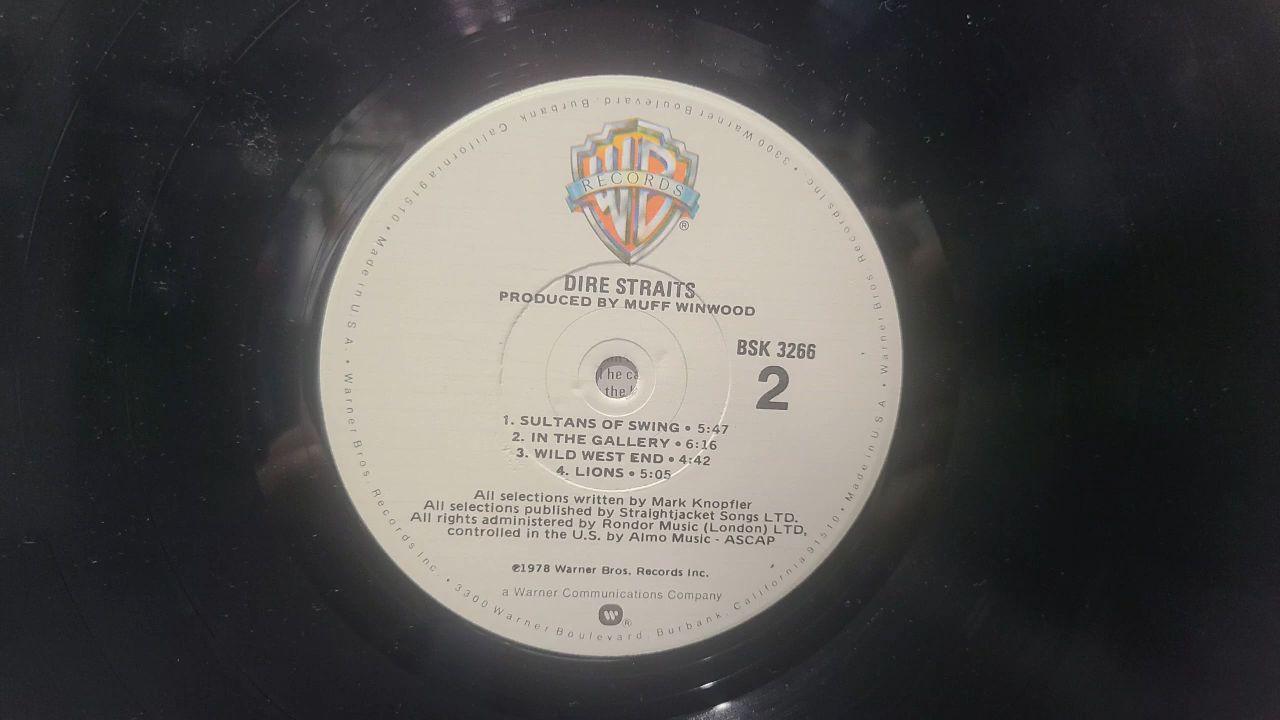 WB
RECORDS
®
DIRE STRAITS
PRODUCED BY MUFF WINWOOD
BSK 3266
2
The ca
the
1. SULTANS OF SWING • 5:47
2. IN THE GALLERY • 6:16
3. WILD WEST END • 4:42
4. LIONS • 5:05
All selections written by Mark Knopfler
All selections published by Straightjacket Songs LTD.
All rights administered by Rondor Music (London) LTD,
controlled in the U.S. by Almo Music - ASCAP
℗1978 Warner Bros. Records Inc.
a Warner Communications Company
W®
Warner Bros. Records Inc. • 3300 Warner Boulevard, Burbank, California 91510 • Made in U.S.A. • Warner Bros. Records Inc. • 3300 Warner Boulevard, Burbank, California 91510 • Made in U.S.A. •